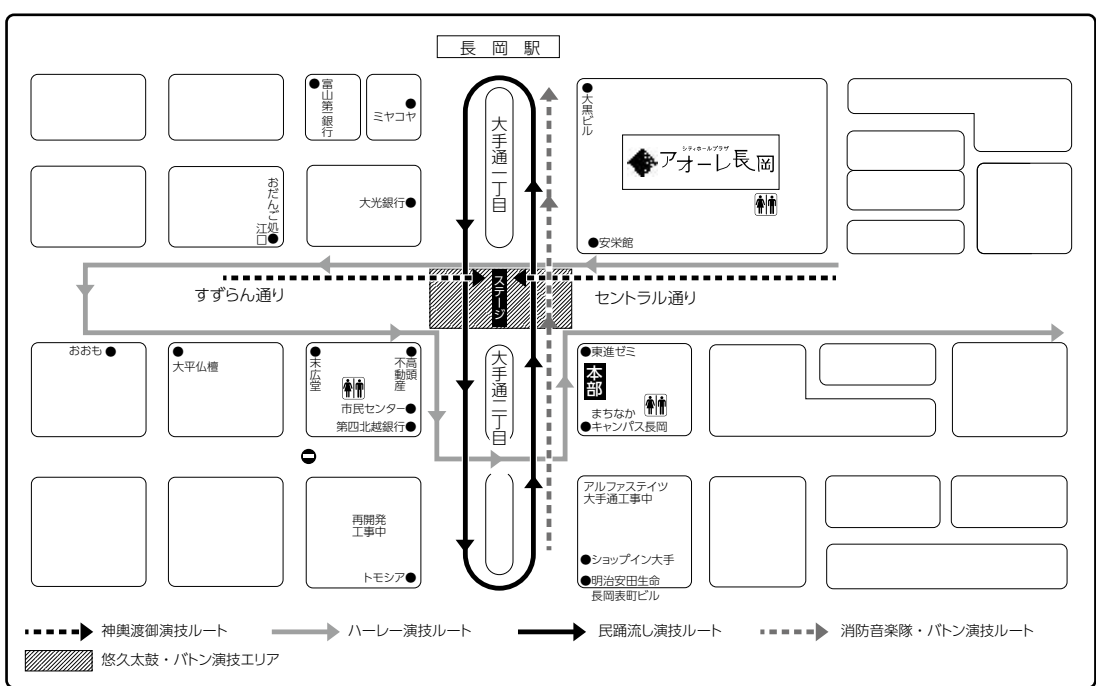 長岡駅
富山第一銀行
ミヤコヤ
大手通一丁目
大黒ビル
シティホールプラザ
アオーレ長岡
おだんご処
江口
大光銀行
安栄館
すずらん通り
ステージ
セントラル通り
おおも
大平仏檀
末広堂
高頭
不動産
市民センター
第四北越銀行
大手通二丁目
東進ゼミ
本部
まちなか
キャンパス長岡
再開発
工事中
トモシア
アルファステイツ
大手通工事中
ショップイン大手
明治安田生命
長岡表町ビル
神輿渡御演技ルート
ハーレー演技ルート
民踊流し演技ルート
消防音楽隊・バトン演技ルート
悠久太鼓・バトン演技エリア